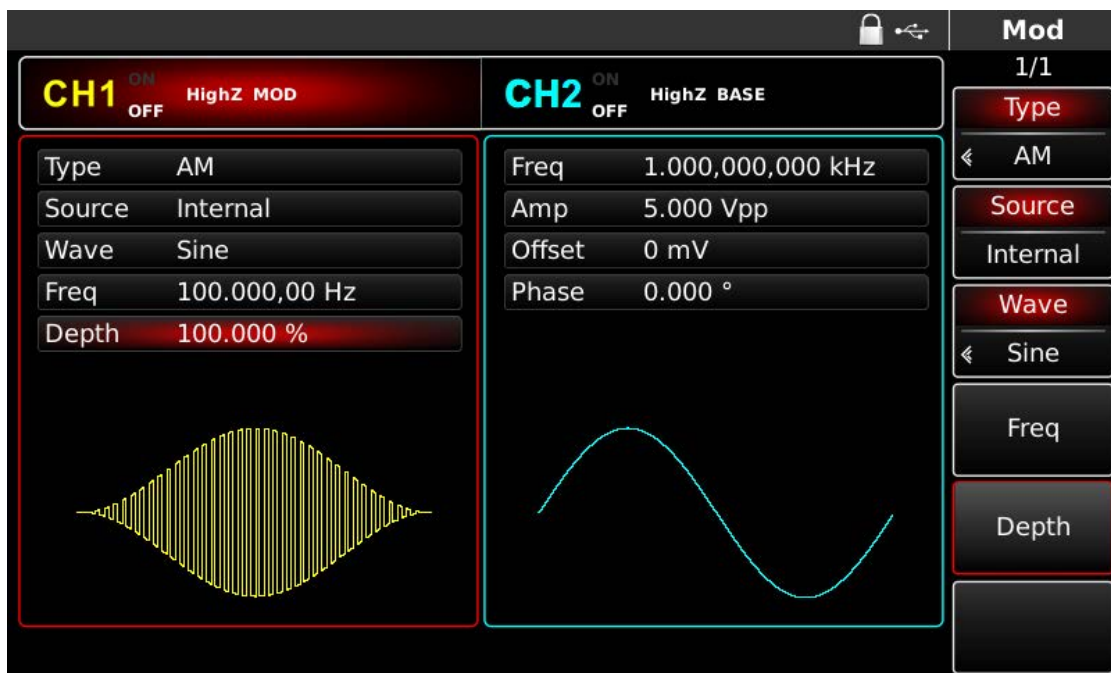 Mod
1/1
CH1 ON OFF HighZ MOD
CH2 ON OFF HighZ BASE
Type AM
Source Internal
Wave Sine
Freq 100.000,00 Hz
Depth 100.000 %
Freq 1.000,000,000 kHz
Amp 5.000 Vpp
Offset 0 mV
Phase 0.000 °
Type
AM
Source
Internal
Wave
Sine
Freq
Depth